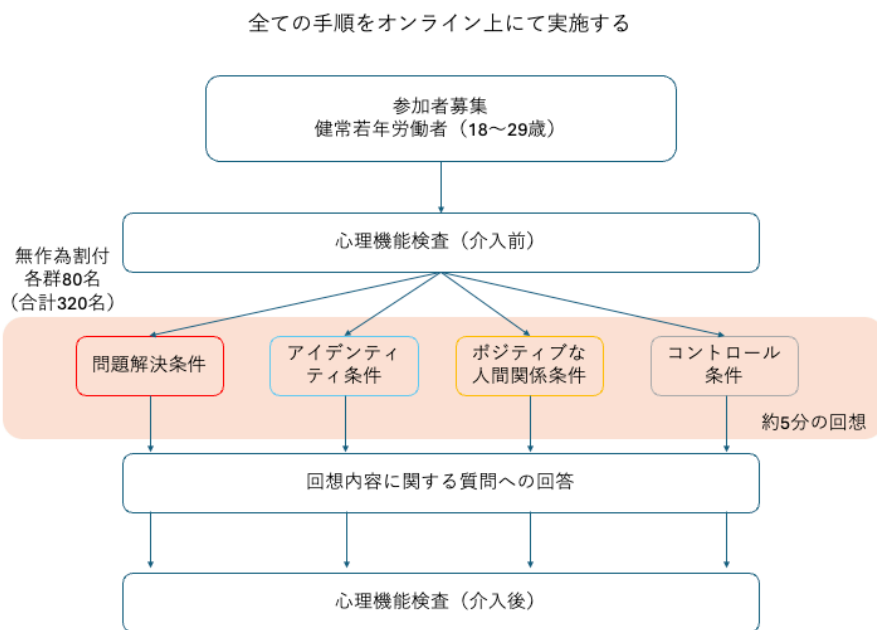 全ての手順をオンライン上にて実施する
参加者募集
健常若年労働者（18〜29歳）
心理機能検査（介入前）
無作為割付
各群80名
（合計320名）
問題解決条件
アイデンティ
ティ条件
ポジティブな
人間関係条件
コントロール
条件
約5分の回想
回想内容に関する質問への回答
心理機能検査（介入後）